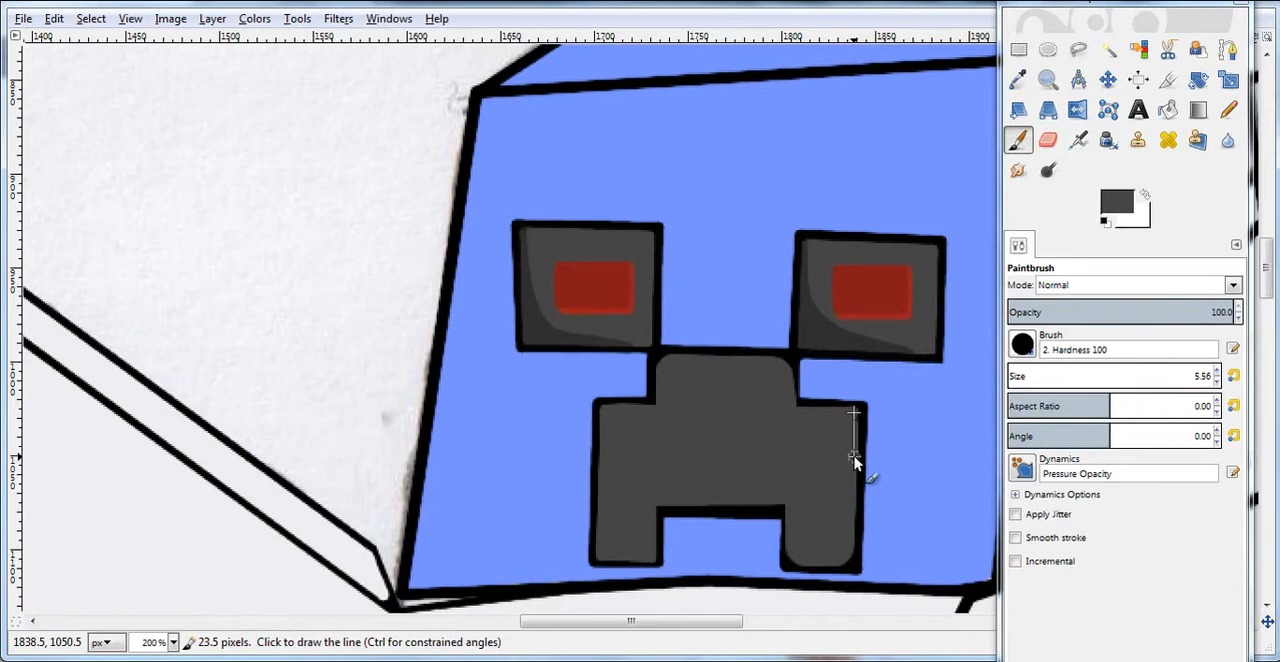 File Edit Select View Image Layer Colors Tools Filters Windows Help
1400 1450 1500 1550 1600 1650 1700 1750 1800 1850 1900
Paintbrush
Mode: Normal
Opacity 100.0
Brush
2. Hardness 100
Size 5.56
Aspect Ratio 0.00
Angle 0.00
Dynamics
Pressure Opacity
Dynamics Options
Apply Jitter
Smooth stroke
Incremental
1838.5, 1050.5 px 200% 23.5 pixels. Click to draw the line (Ctrl for constrained angles)